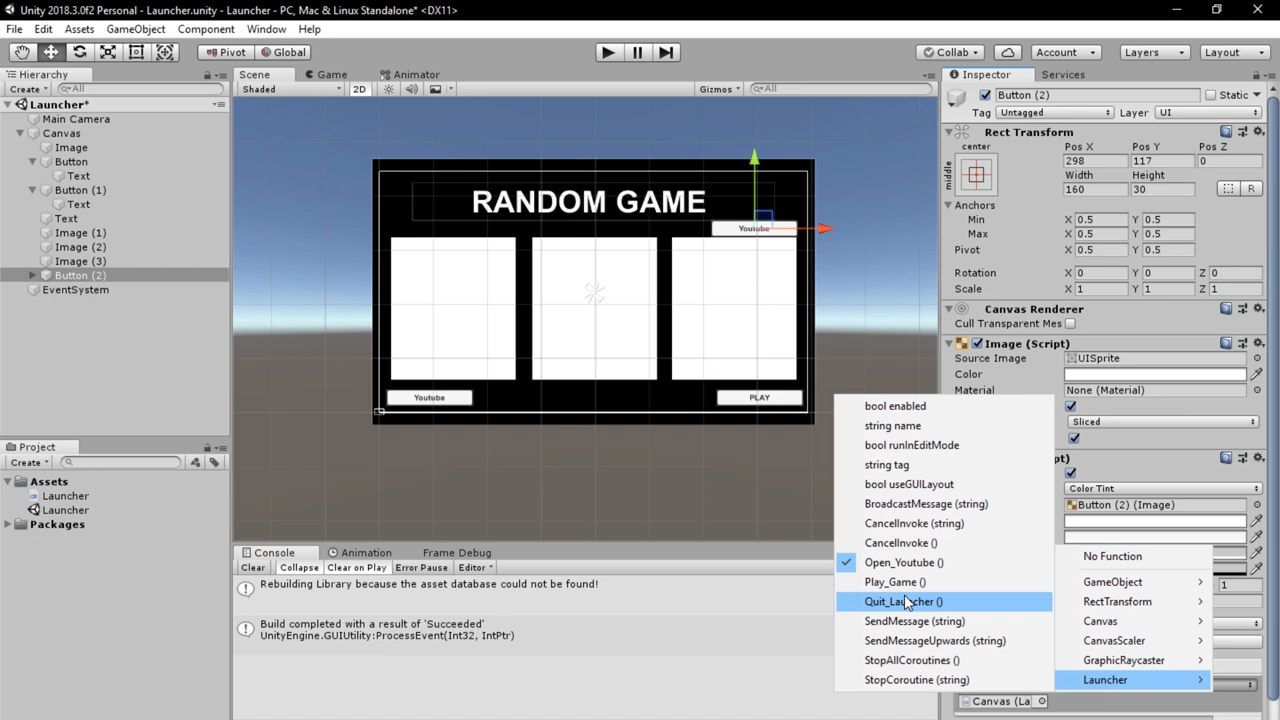 Unity 2018.3.0f2 Personal - Launcher.unity - Launcher - PC, Mac & Linux Standalone* <DX11>
File Edit Assets GameObject Component Window Help
Pivot Global Collab Account Layers Layout
Hierarchy
Create All
Launcher*
Main Camera
Canvas
Image
Button
Text
Button (1)
Text
Text
Image (1)
Image (2)
Image (3)
Button (2)
EventSystem
Project
Create
Assets
Launcher
Launcher
Packages
Scene Game Animator
Shaded 2D Gizmos All
RANDOM GAME
Youtube
Youtube PLAY
Console Animation Frame Debug
Clear Collapse Clear on Play Error Pause Editor
Rebuilding Library because the asset database could not be found!
Build completed with a result of 'Succeeded'
UnityEngine.GUIUtility:ProcessEvent(Int32, IntPtr)
Inspector Services
Button (2) Static
Tag Untagged Layer UI
Rect Transform
center Pos X Pos Y Pos Z
middle 298 117 0
Width Height
160 30 R
Anchors
Min X 0.5 Y 0.5
Max X 0.5 Y 0.5
Pivot X 0.5 Y 0.5
Rotation X 0 Y 0 Z 0
Scale X 1 Y 1 Z 1
Canvas Renderer
Cull Transparent Mes
Image (Script)
Source Image UISprite
Color
Material None (Material)
Sliced
Color Tint
Button (2) (Image)
1
Canvas (La
bool enabled
string name
bool runInEditMode
string tag
bool useGUILayout
BroadcastMessage (string)
CancelInvoke (string)
CancelInvoke ()
Open_Youtube ()
Play_Game ()
Quit_Launcher ()
SendMessage (string)
SendMessageUpwards (string)
StopAllCoroutines ()
StopCoroutine (string)
No Function
GameObject
RectTransform
Canvas
CanvasScaler
GraphicRaycaster
Launcher